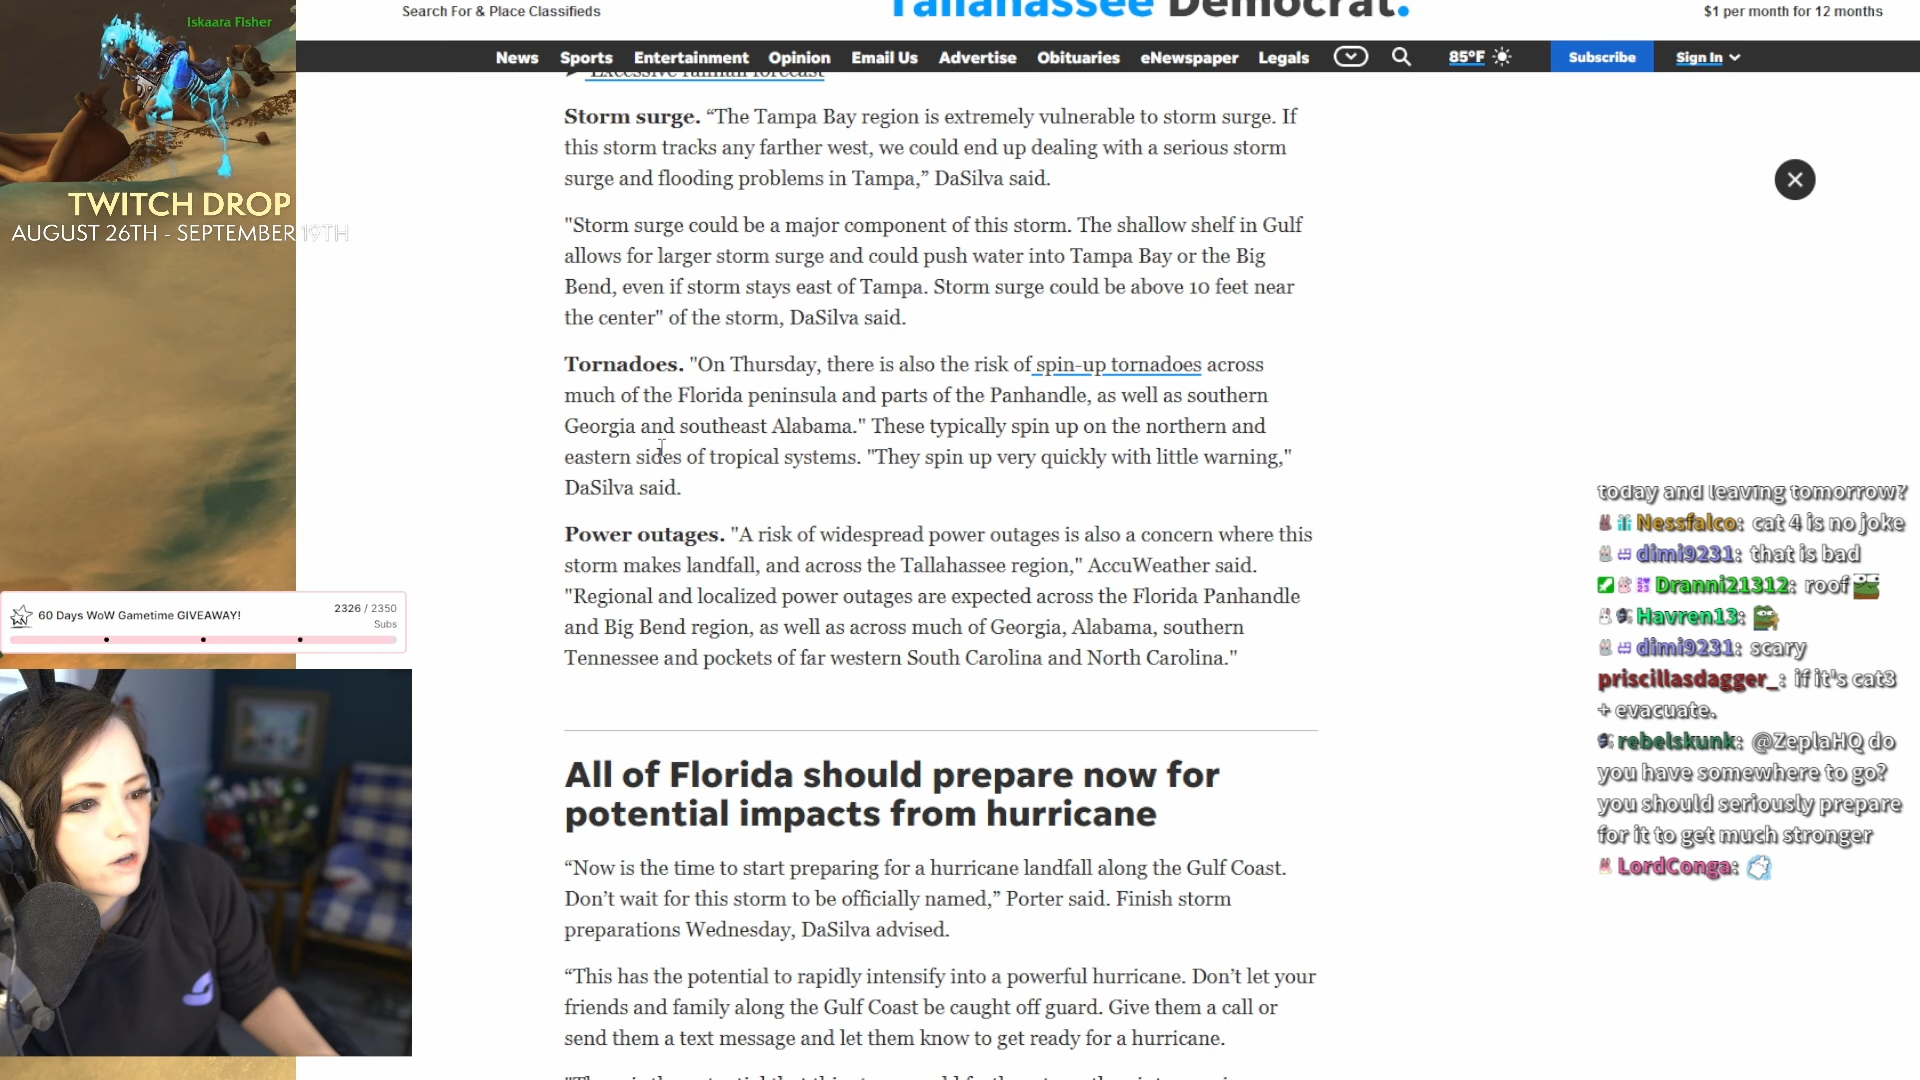 Iskaara FIsher
TWITCH DROP
AUGUST 26TH - SEPTEMBER 19TH
Search For & Place Classifieds
Tallahassee Democrat.
$1 per month for 12 months
News Sports Entertainment Opinion Email Us Advertise Obituaries eNewspaper Legals 85°F Subscribe Sign In
Excessive rainfall forecast
Storm surge. “The Tampa Bay region is extremely vulnerable to storm surge. If
this storm tracks any farther west, we could end up dealing with a serious storm
surge and flooding problems in Tampa,” DaSilva said.
"Storm surge could be a major component of this storm. The shallow shelf in Gulf
allows for larger storm surge and could push water into Tampa Bay or the Big
Bend, even if storm stays east of Tampa. Storm surge could be above 10 feet near
the center" of the storm, DaSilva said.
Tornadoes. "On Thursday, there is also the risk of spin-up tornadoes across
much of the Florida peninsula and parts of the Panhandle, as well as southern
Georgia and southeast Alabama." These typically spin up on the northern and
eastern sides of tropical systems. "They spin up very quickly with little warning,"
DaSilva said.
Power outages. "A risk of widespread power outages is also a concern where this
storm makes landfall, and across the Tallahassee region," AccuWeather said.
"Regional and localized power outages are expected across the Florida Panhandle
and Big Bend region, as well as across much of Georgia, Alabama, southern
Tennessee and pockets of far western South Carolina and North Carolina."
All of Florida should prepare now for
potential impacts from hurricane
“Now is the time to start preparing for a hurricane landfall along the Gulf Coast.
Don’t wait for this storm to be officially named,” Porter said. Finish storm
preparations Wednesday, DaSilva advised.
“This has the potential to rapidly intensify into a powerful hurricane. Don’t let your
friends and family along the Gulf Coast be caught off guard. Give them a call or
send them a text message and let them know to get ready for a hurricane.
60 Days WoW Gametime GIVEAWAY!
2326 / 2350
Subs
today and leaving tomorrow?
Nessfalco: cat 4 is no joke
dimi9231: that is bad
Dranni21312: roof
Havren13:
dimi9231: scary
priscillasdagger_: if it's cat3
+ evacuate.
rebelskunk: @ZeplaHQ do
you have somewhere to go?
you should seriously prepare
for it to get much stronger
LordConga: